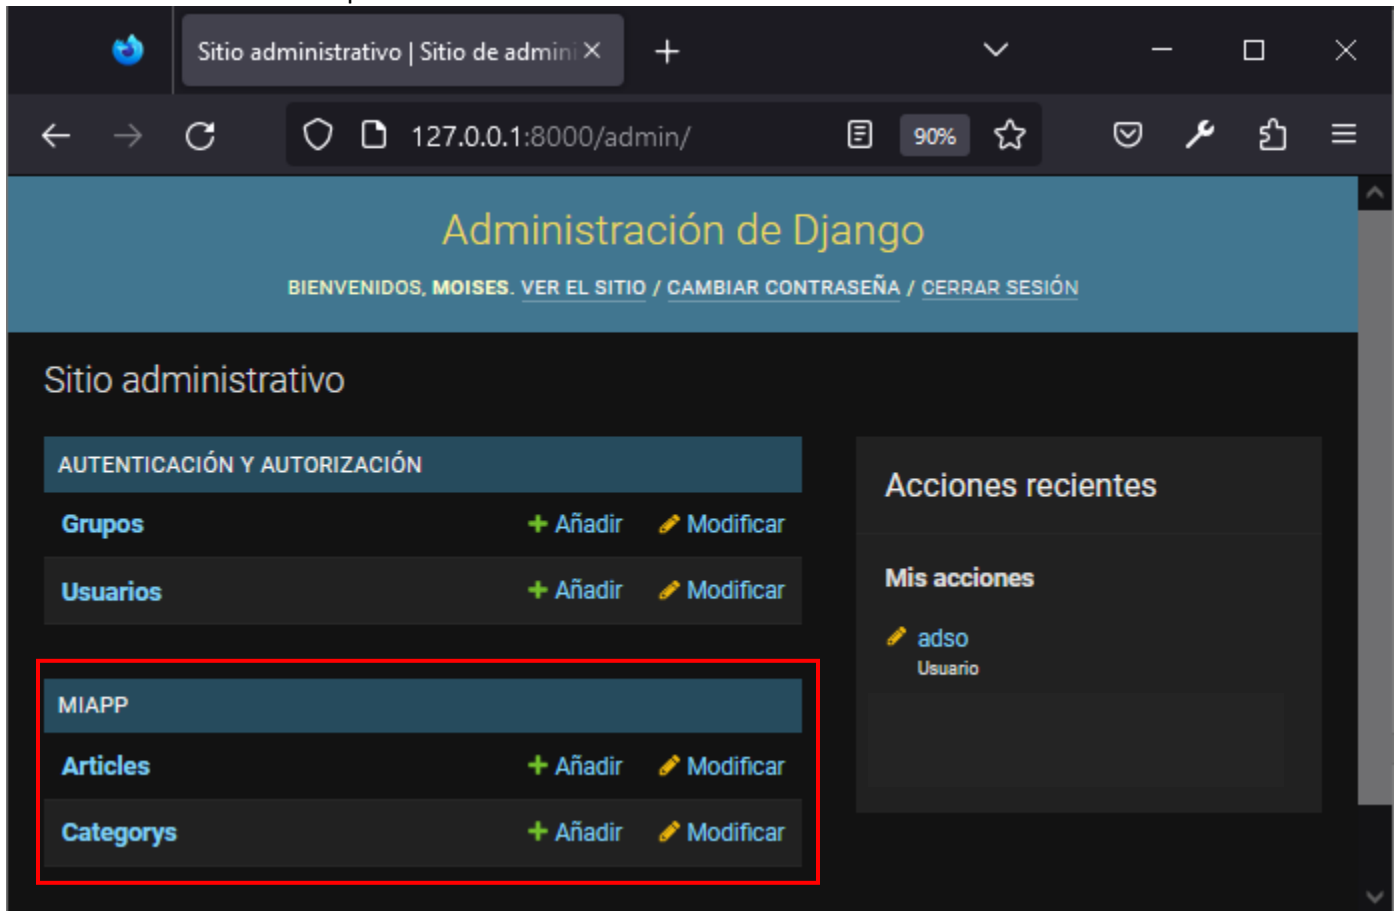 Sitio administrativo | Sitio de admini
127.0.0.1:8000/admin/
90%
Administración de Django
BIENVENIDOS, MOISES. VER EL SITIO / CAMBIAR CONTRASEÑA / CERRAR SESIÓN
Sitio administrativo
AUTENTICACIÓN Y AUTORIZACIÓN
Grupos Añadir Modificar
Usuarios Añadir Modificar
MIAPP
Articles Añadir Modificar
Categorys Añadir Modificar
Acciones recientes
Mis acciones
adso
Usuario